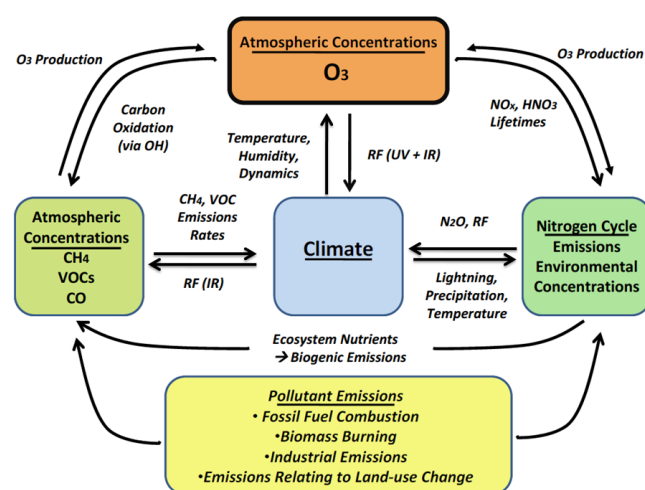 Atmospheric Concentrations
O3
O3 Production
O3 Production
Carbon
Oxidation
(via OH)
NOx, HNO3
Lifetimes
Temperature,
Humidity,
Dynamics
RF (UV + IR)
Atmospheric
Concentrations
CH4
VOCs
CO
CH4, VOC
Emissions
Rates
RF (IR)
Climate
N2O, RF
Lightning,
Precipitation,
Temperature
Nitrogen Cycle
Emissions
Environmental
Concentrations
Ecosystem Nutrients
→ Biogenic Emissions
Pollutant Emissions
• Fossil Fuel Combustion
•Biomass Burning
•Industrial Emissions
•Emissions Relating to Land-use Change